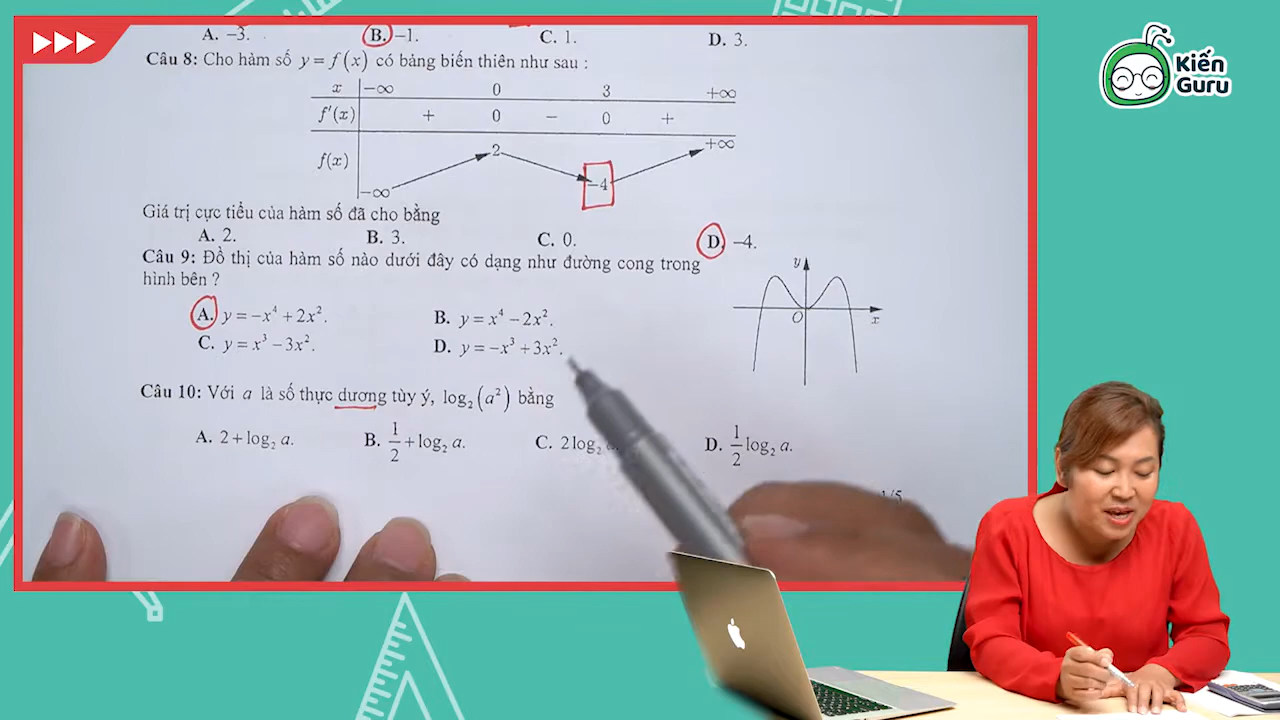 A. –3. B. –1. C. 1. D. 3.
Câu 8: Cho hàm số y = f(x) có bảng biến thiên như sau :
x –∞ 0 3 +∞
f'(x) + 0 – 0 +
f(x) –∞ 2 –4 +∞
Giá trị cực tiểu của hàm số đã cho bằng
A. 2. B. 3. C. 0. D. –4.
Câu 9: Đồ thị của hàm số nào dưới đây có dạng như đường cong trong
hình bên ?
A. y = –x⁴ + 2x². B. y = x⁴ – 2x².
C. y = x³ – 3x². D. y = –x³ + 3x².
y
O x
Câu 10: Với a là số thực dương tùy ý, log₂(a²) bằng
A. 2 + log₂ a. B. 1/2 + log₂ a. C. 2log₂ D. 1/2 log₂ a.
1/5
Kiến
Guru